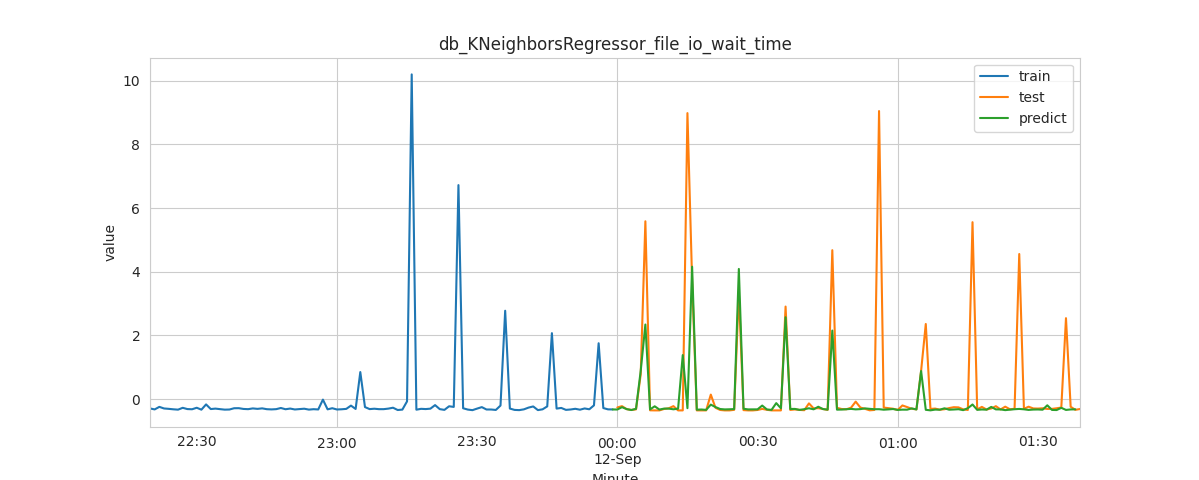 db_KNeighborsRegressor_file_io_wait_time
train
test
predict
value
10
8
6
4
2
0
22:30
23:00
23:30
00:00
12-Sep
00:30
01:00
01:30
Minute